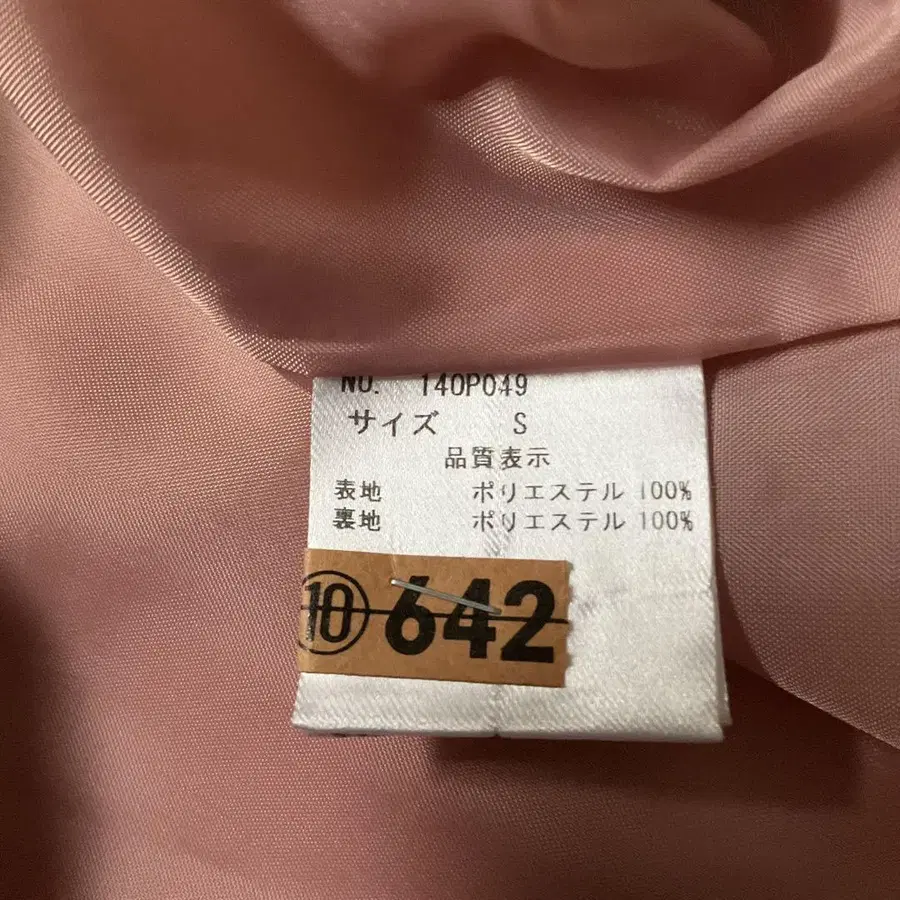 NO. 140P049
サイズ S
品質表示
表地 ポリエステル 100%
裏地 ポリエステル 100%
⑩ 642